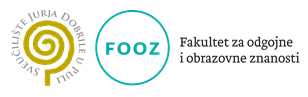 SVEUČILIŠTE JURJA DOBRILE U PULI
FOOZ
Fakultet za odgojne
i obrazovne znanosti